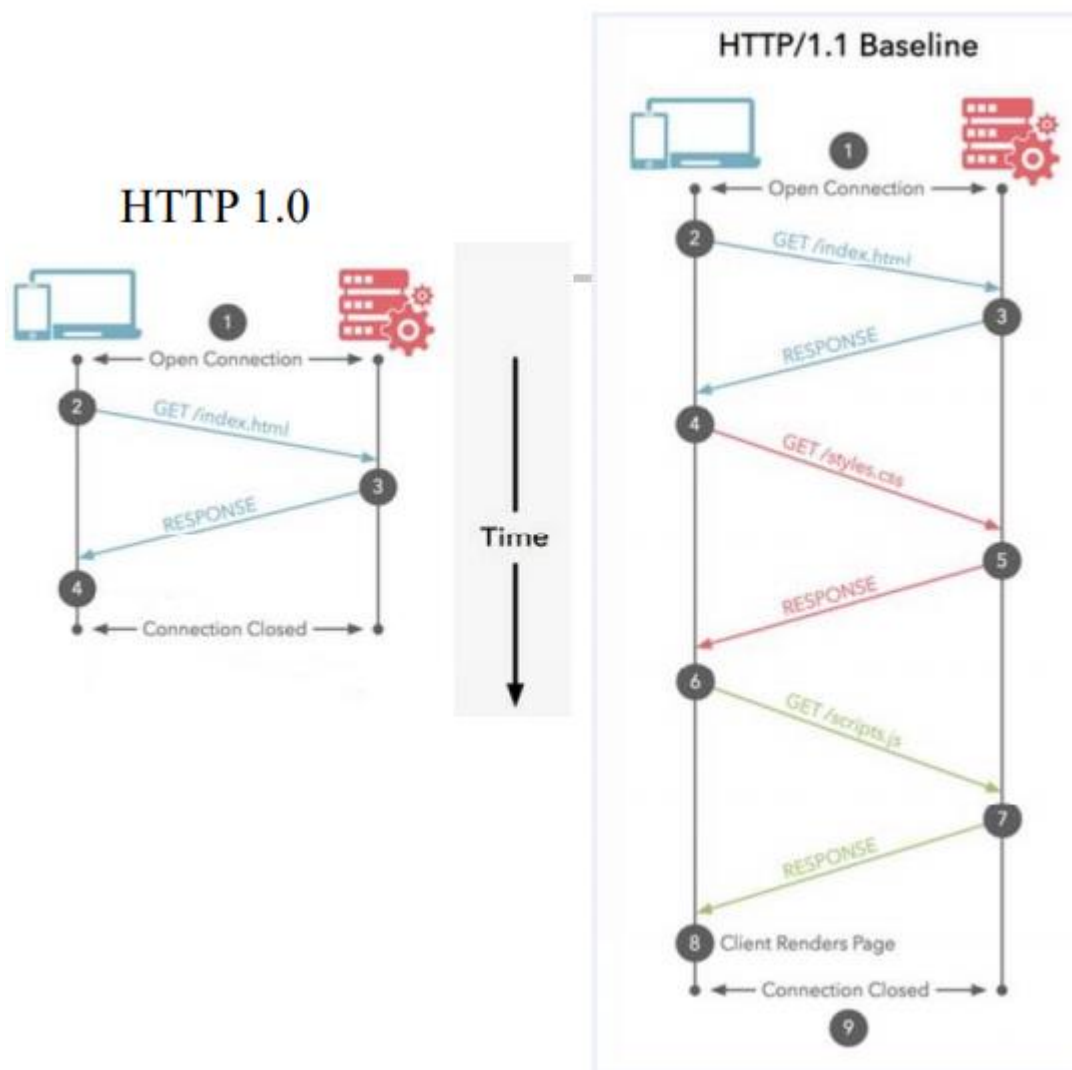 HTTP 1.0
1
Open Connection
2
GET /index.html
3
RESPONSE
4
Connection Closed
Time
HTTP/1.1 Baseline
1
Open Connection
2
GET /index.html
3
RESPONSE
4
GET /styles.css
5
RESPONSE
6
GET /scripts.js
7
RESPONSE
8 Client Renders Page
Connection Closed
9